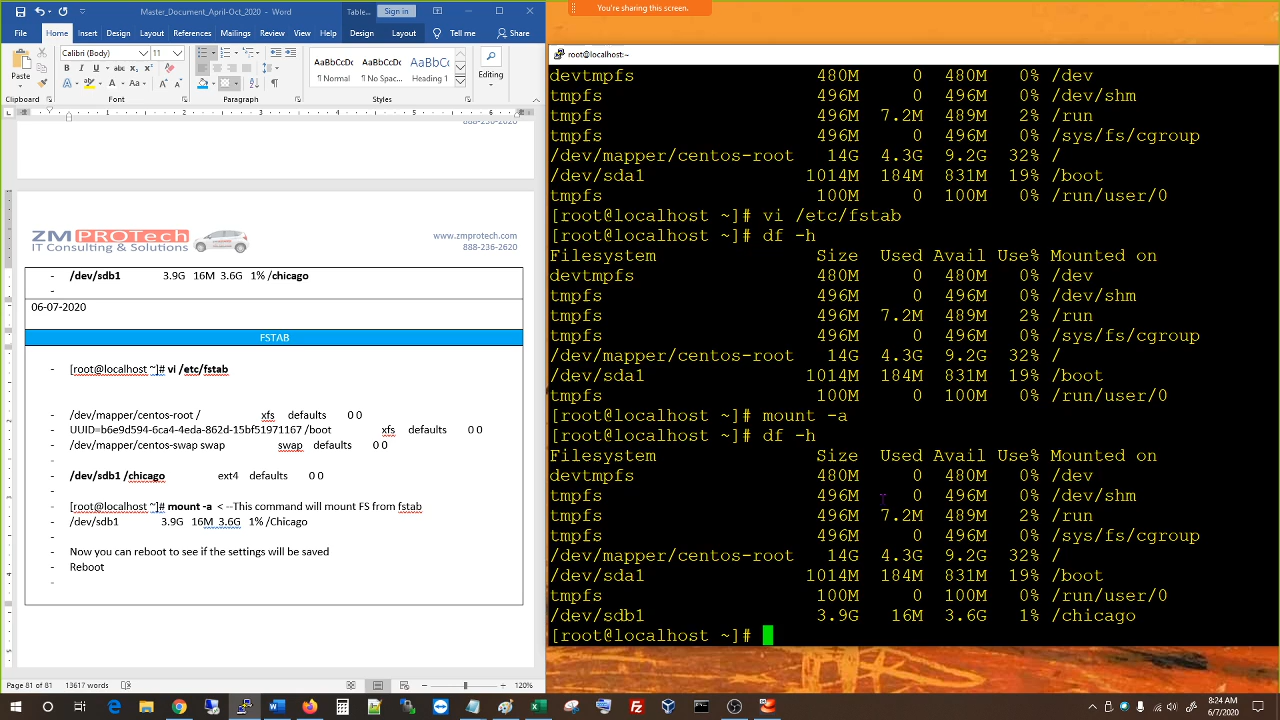 You're sharing this screen.
Master_Document_April-Oct_2020 - Word
Table...
Sign in
File Home Insert Design Layout References Mailings Review View Help Design Layout Tell me Share
Calibri (Body) 11
Paste
AaBbCcDc AaBbCcDc AaBbCc
¶ Normal ¶ No Spac... Heading 1
Editing
Clipboard Font Paragraph Styles
888-236-2620
ZM PROTech
IT Consulting & Solutions
www.zmprotech.com
888-236-2620
- /dev/sdb1 3.9G 16M 3.6G 1% /chicago
-
06-07-2020
FSTAB
- [root@localhost ~]# vi /etc/fstab
- /dev/mapper/centos-root / xfs defaults 0 0
- UUID=b6e9d594-6ca4-4eda-862d-15bf51971167 /boot xfs defaults 0 0
- /dev/mapper/centos-swap swap swap defaults 0 0
-
- /dev/sdb1 /chicago ext4 defaults 0 0
-
- [root@localhost ~]# mount -a < --This command will mount FS from fstab
- /dev/sdb1 3.9G 16M 3.6G 1% /Chicago
-
- Now you can reboot to see if the settings will be saved
- Reboot
-
Page 81 of 81 13617 words
120%
root@localhost:~
devtmpfs 480M 0 480M 0% /dev
tmpfs 496M 0 496M 0% /dev/shm
tmpfs 496M 7.2M 489M 2% /run
tmpfs 496M 0 496M 0% /sys/fs/cgroup
/dev/mapper/centos-root 14G 4.3G 9.2G 32% /
/dev/sda1 1014M 184M 831M 19% /boot
tmpfs 100M 0 100M 0% /run/user/0
[root@localhost ~]# vi /etc/fstab
[root@localhost ~]# df -h
Filesystem Size Used Avail Use% Mounted on
devtmpfs 480M 0 480M 0% /dev
tmpfs 496M 0 496M 0% /dev/shm
tmpfs 496M 7.2M 489M 2% /run
tmpfs 496M 0 496M 0% /sys/fs/cgroup
/dev/mapper/centos-root 14G 4.3G 9.2G 32% /
/dev/sda1 1014M 184M 831M 19% /boot
tmpfs 100M 0 100M 0% /run/user/0
[root@localhost ~]# mount -a
[root@localhost ~]# df -h
Filesystem Size Used Avail Use% Mounted on
devtmpfs 480M 0 480M 0% /dev
tmpfs 496M 0 496M 0% /dev/shm
tmpfs 496M 7.2M 489M 2% /run
tmpfs 496M 0 496M 0% /sys/fs/cgroup
/dev/mapper/centos-root 14G 4.3G 9.2G 32% /
/dev/sda1 1014M 184M 831M 19% /boot
tmpfs 100M 0 100M 0% /run/user/0
/dev/sdb1 3.9G 16M 3.6G 1% /chicago
[root@localhost ~]#
8:24 AM
6/7/2020